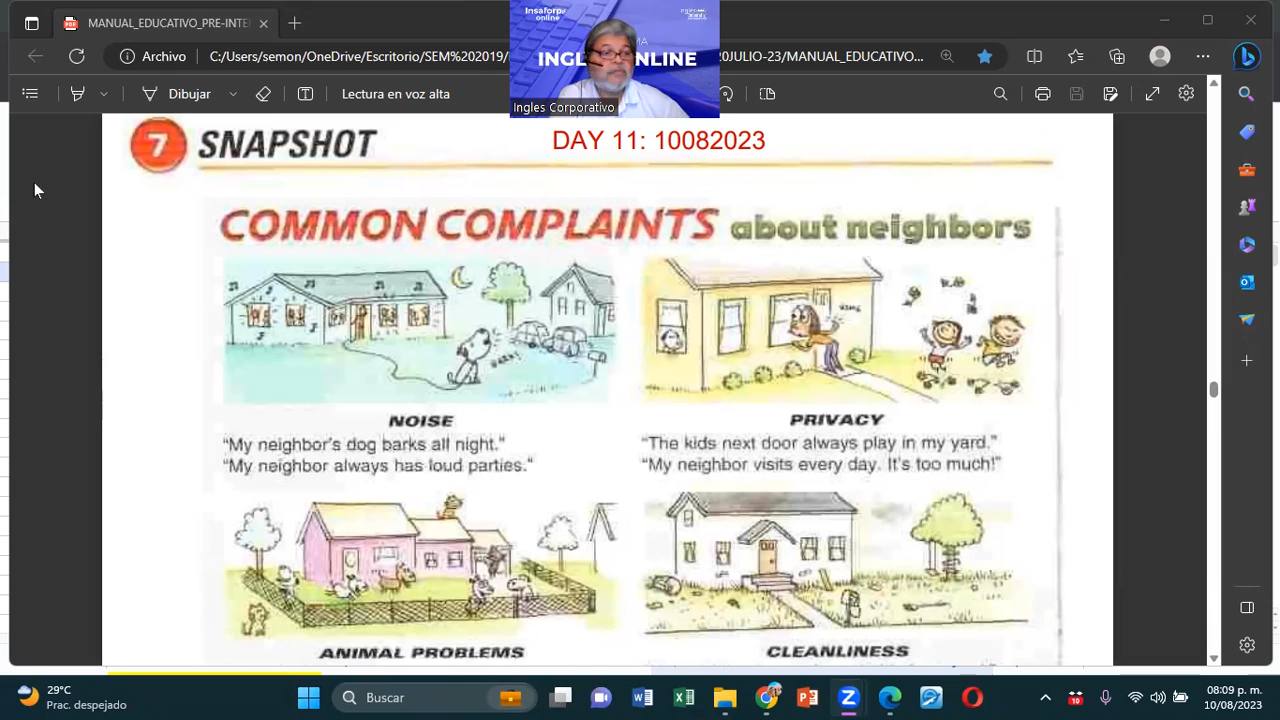 MANUAL_EDUCATIVO_PRE-INTE
Archivo
C:/Users/semon/OneDrive/Escritorio/SEM%202019/
20JULIO-23/MANUAL_EDUCATIVO...
Insaforp online
INGL
NLINE
Ingles Corporativo
Dibujar
Lectura en voz alta
7 SNAPSHOT
DAY 11: 10082023
COMMON COMPLAINTS about neighbors
NOISE
"My neighbor's dog barks all night."
"My neighbor always has loud parties."
PRIVACY
"The kids next door always play in my yard."
"My neighbor visits every day. It's too much!"
ANIMAL PROBLEMS
CLEANLINESS
29°C
Prac. despejado
Buscar
08:09 p. m.
10/08/2023